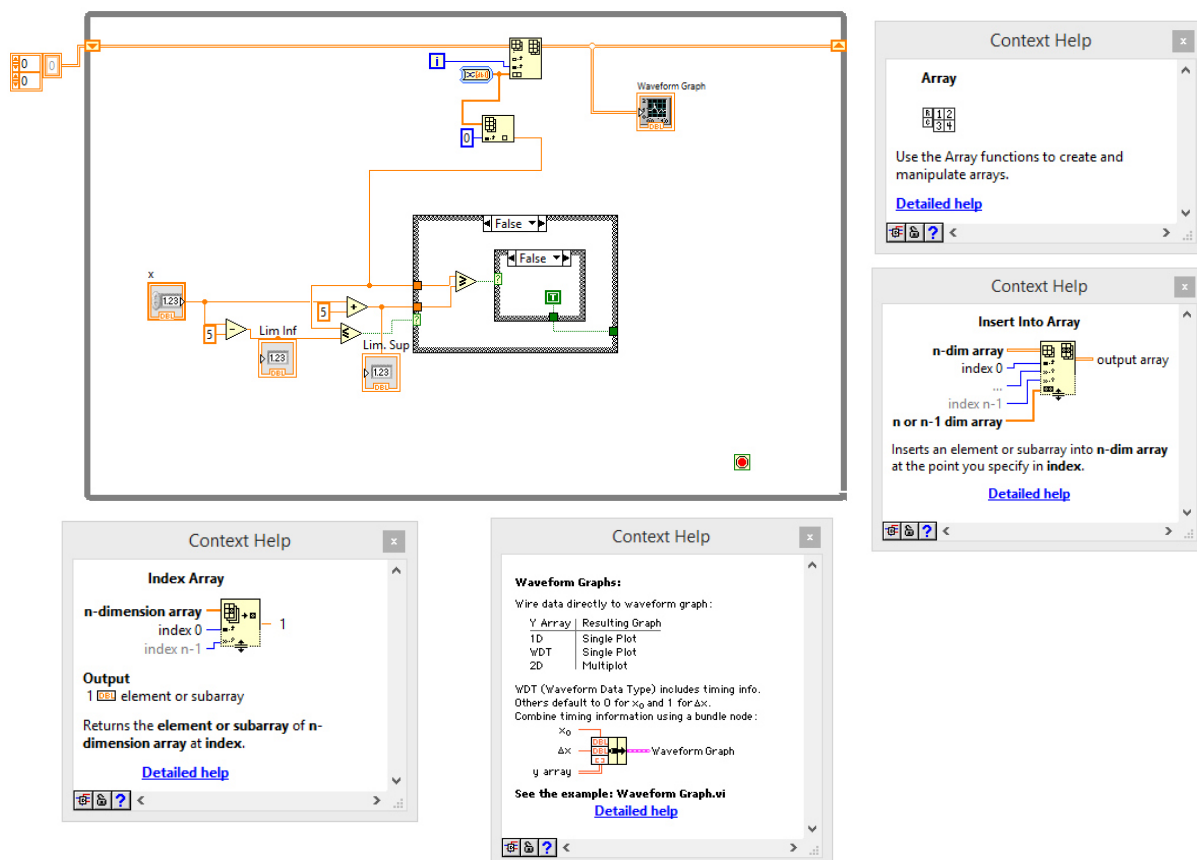 0
0
0
i
Waveform Graph
DBL
0
False
False
x
1.23
DBL
5
5
Lim Inf
1.23
DBL
Lim. Sup
1.23
DBL
T
Context Help
Array
R 1 2
C 3 4
Use the Array functions to create and
manipulate arrays.
Detailed help
?
Context Help
Insert Into Array
n-dim array
index 0
output array
...
index n-1
n or n-1 dim array
Inserts an element or subarray into n-dim array
at the point you specify in index.
Detailed help
?
Context Help
Index Array
n-dimension array
index 0
1
index n-1
Output
1 DBL element or subarray
Returns the element or subarray of n-
dimension array at index.
Detailed help
?
Context Help
Waveform Graphs:
Wire data directly to waveform graph:
Y Array Resulting Graph
1D Single Plot
WDT Single Plot
2D Multiplot
WDT (Waveform Data Type) includes timing info.
Others default to 0 for x₀ and 1 for Δx.
Combine timing information using a bundle node:
x₀
DBL
Δx
DBL
Waveform Graph
y array
See the example: Waveform Graph.vi
Detailed help
?